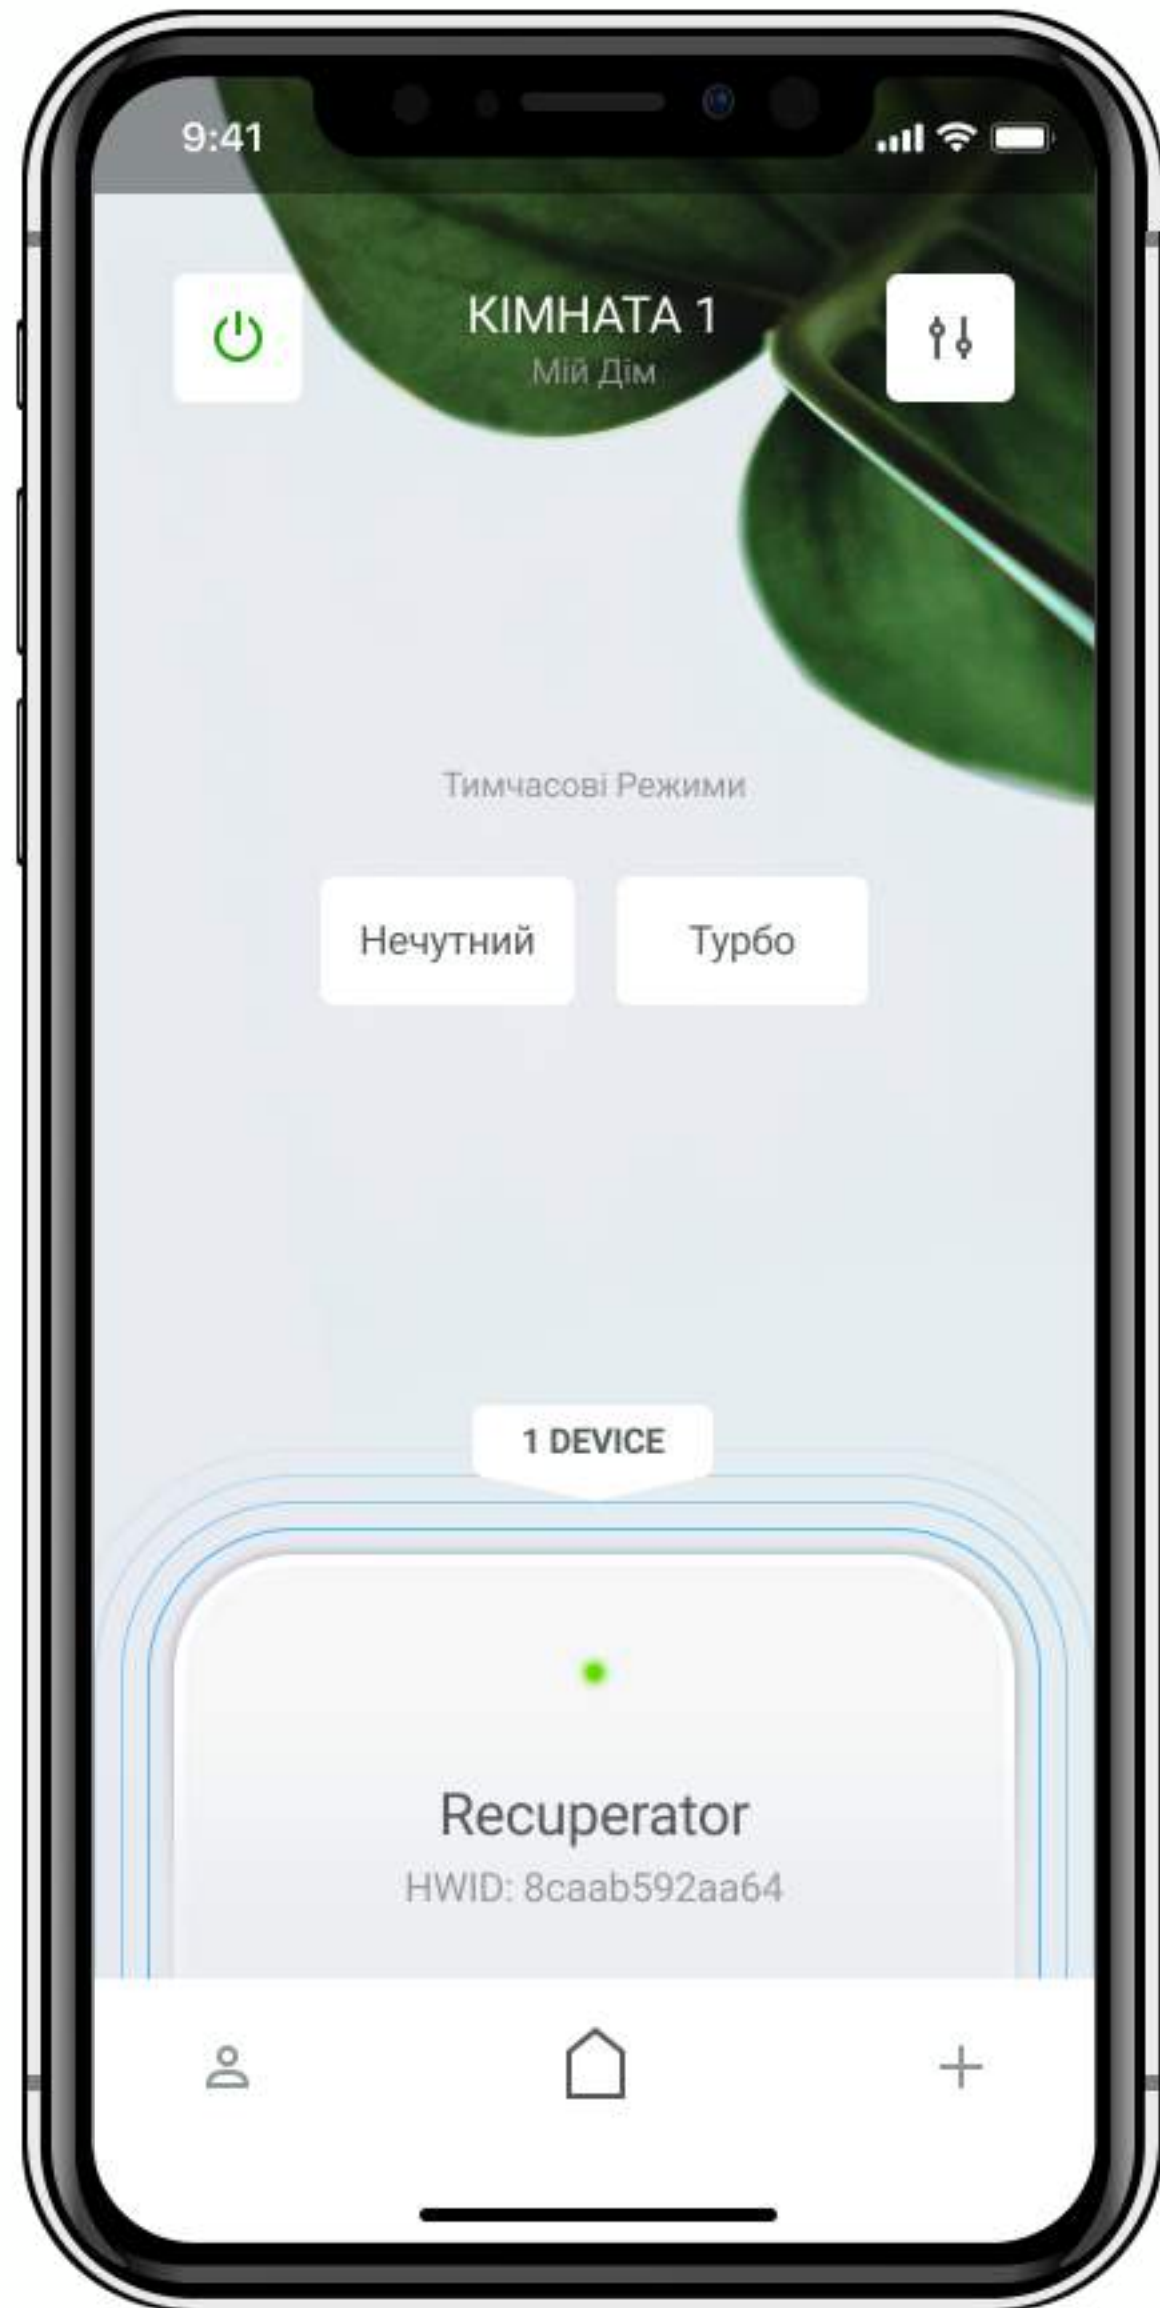 9:41
КІМНАТА 1
Мій Дім
Тимчасові Режими
Нечутний
Турбо
1 DEVICE
Recuperator
HWID: 8caab592aa64